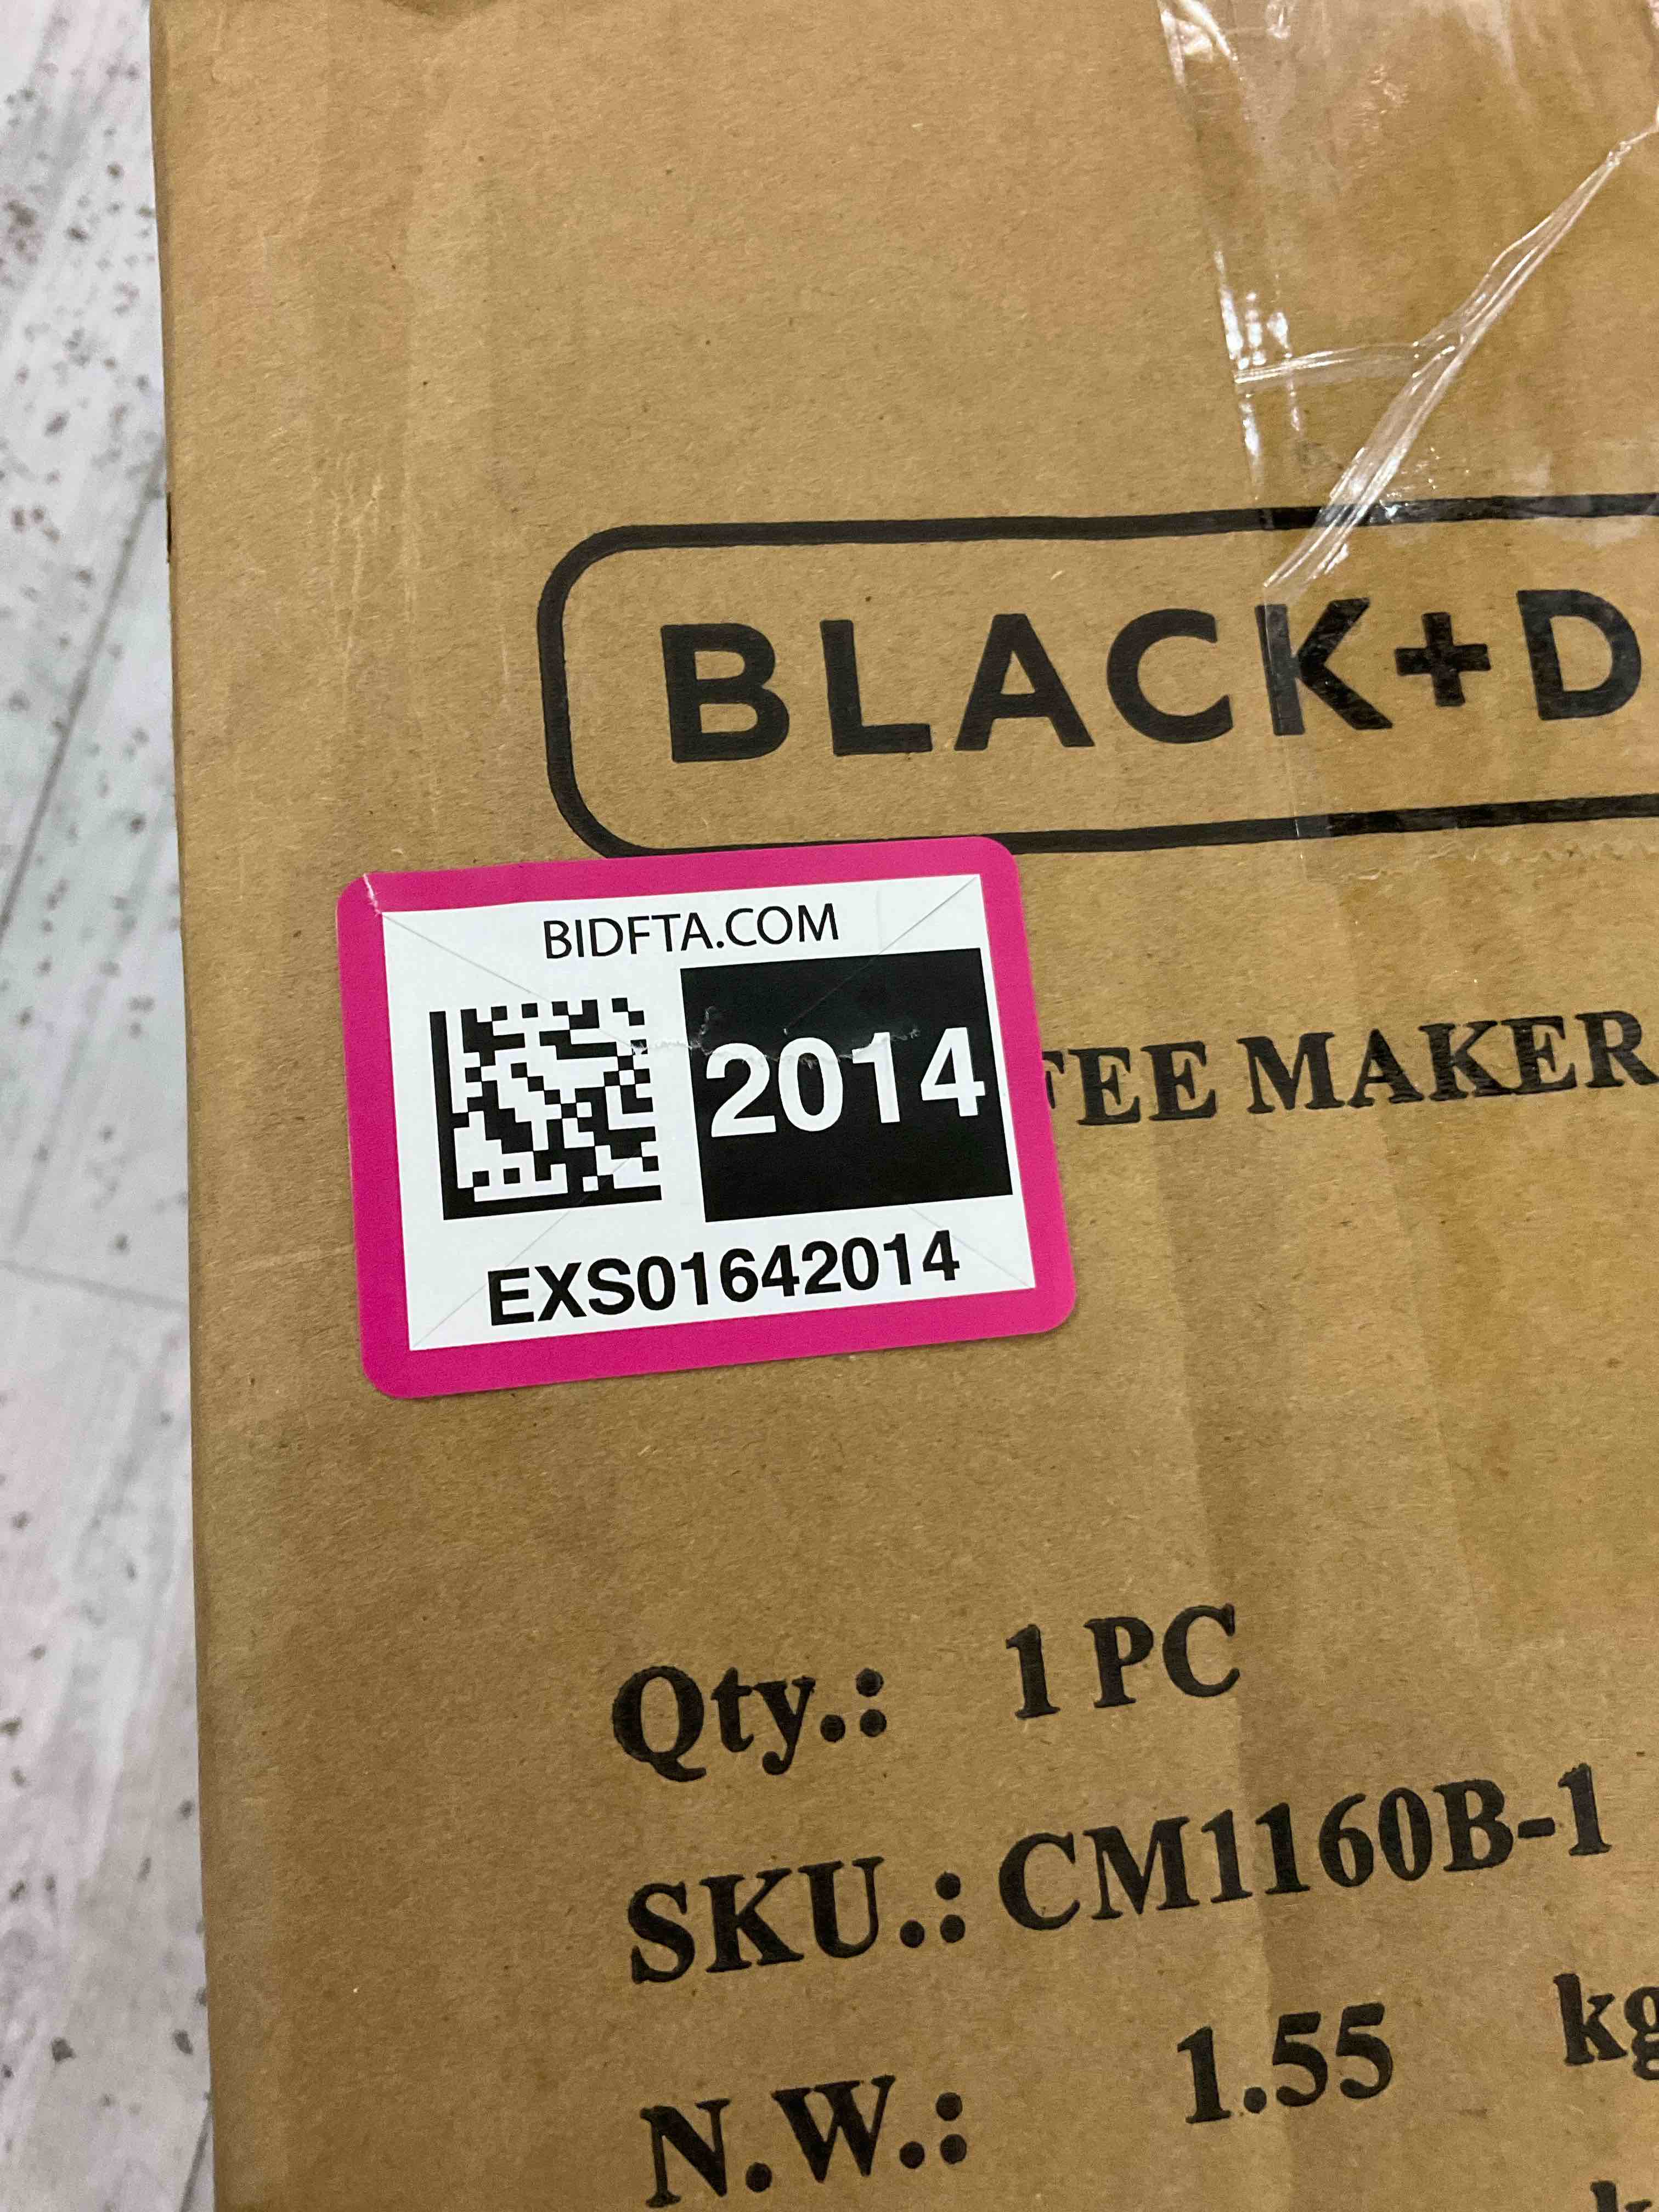 BLACK+D
BIDFTA.COM
2014
EXS01642014
FEE MAKER
Qty.: 1 PC
SKU.: CM1160B-1
N.W.: 1.55 kg